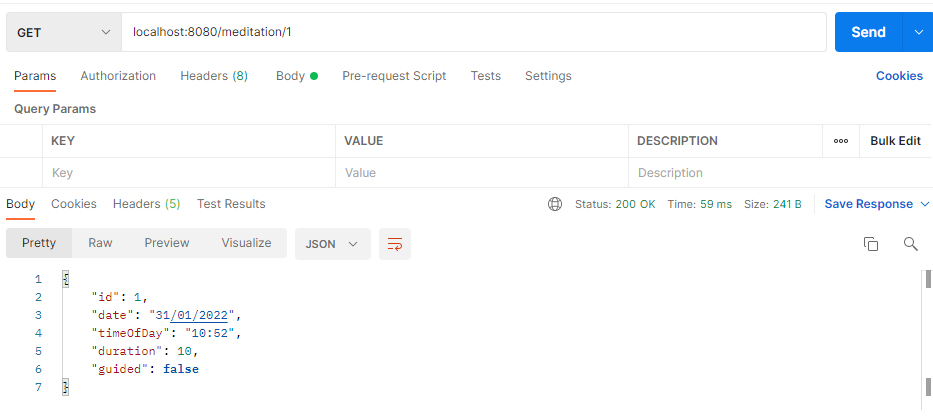 GET localhost:8080/meditation/1 Send
Params Authorization Headers (8) Body Pre-request Script Tests Settings Cookies
Query Params
KEY VALUE DESCRIPTION ooo Bulk Edit
Key Value Description
Body Cookies Headers (5) Test Results Status: 200 OK Time: 59 ms Size: 241 B Save Response
Pretty Raw Preview Visualize JSON
1 {
2 "id": 1,
3 "date": "31/01/2022",
4 "timeOfDay": "10:52",
5 "duration": 10,
6 "guided": false
7 }